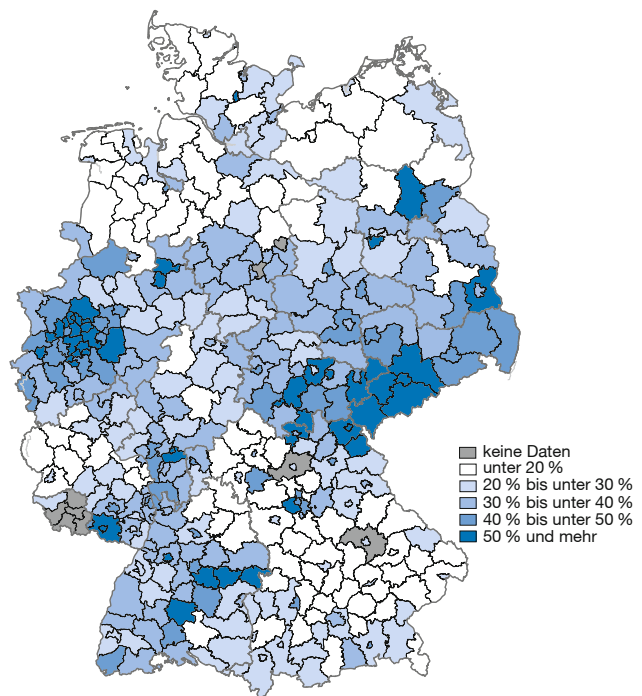 keine Daten
unter 20 %
20 % bis unter 30 %
30 % bis unter 40 %
40 % bis unter 50 %
50 % und mehr